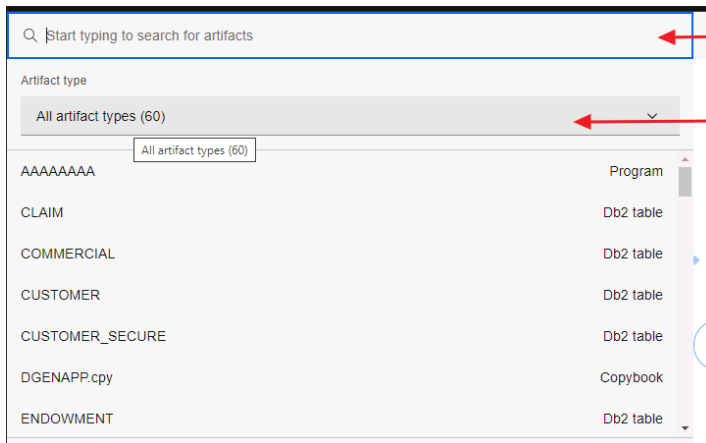 Start typing to search for artifacts
Artifact type
All artifact types (60)
All artifact types (60)
AAAAAAAA Program
CLAIM Db2 table
COMMERCIAL Db2 table
CUSTOMER Db2 table
CUSTOMER_SECURE Db2 table
DGENAPP.cpy Copybook
ENDOWMENT Db2 table